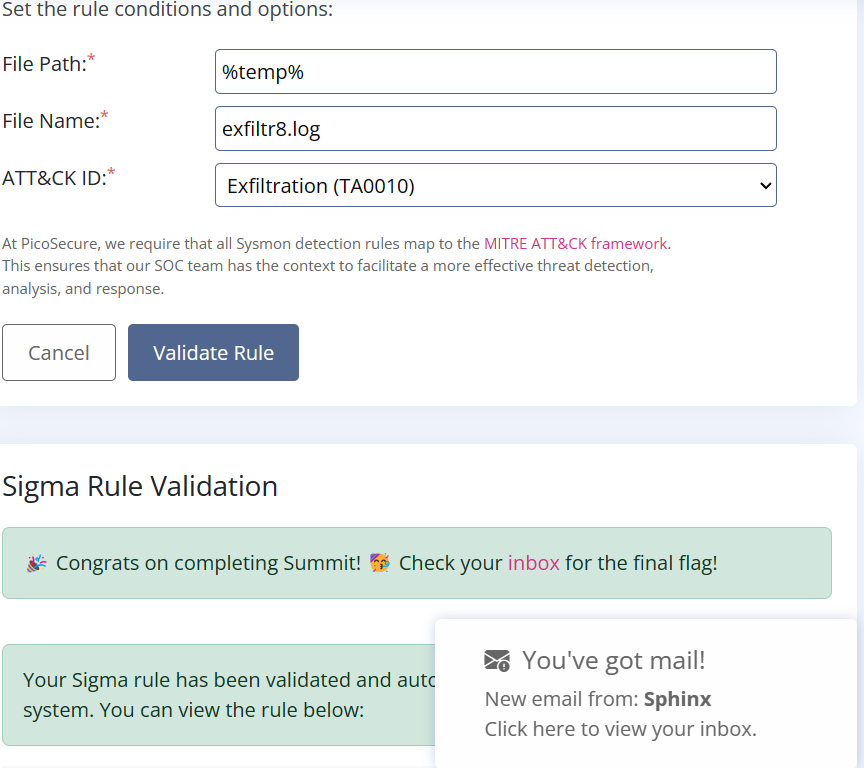 Set the rule conditions and options:
File Path:*
%temp%
File Name:*
exfiltr8.log
ATT&CK ID:*
Exfiltration (TA0010)
At PicoSecure, we require that all Sysmon detection rules map to the MITRE ATT&CK framework.
This ensures that our SOC team has the context to facilitate a more effective threat detection,
analysis, and response.
Cancel
Validate Rule
Sigma Rule Validation
🎉 Congrats on completing Summit! 🥳 Check your inbox for the final flag!
Your Sigma rule has been validated and
system. You can view the rule below:
You've got mail!
New email from: Sphinx
Click here to view your inbox.